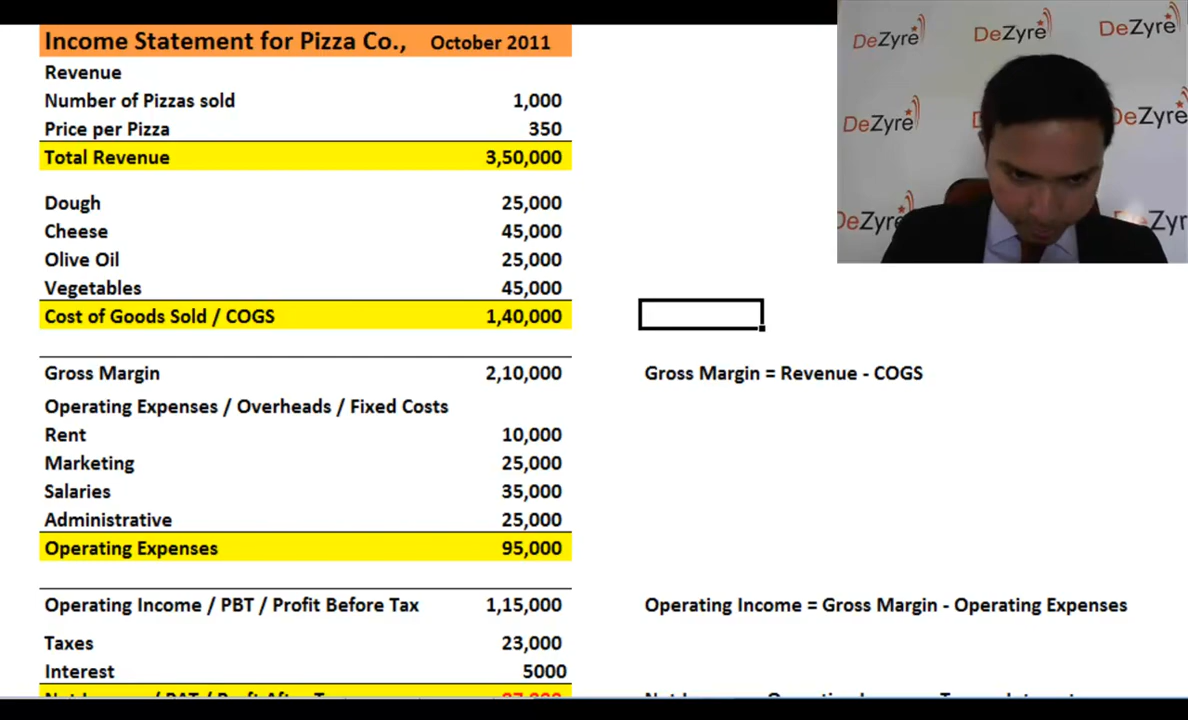 Income Statement for Pizza Co., October 2011
Revenue
Number of Pizzas sold 1,000
Price per Pizza 350
Total Revenue 3,50,000
Dough 25,000
Cheese 45,000
Olive Oil 25,000
Vegetables 45,000
Cost of Goods Sold / COGS 1,40,000
Gross Margin 2,10,000 Gross Margin = Revenue - COGS
Operating Expenses / Overheads / Fixed Costs
Rent 10,000
Marketing 25,000
Salaries 35,000
Administrative 25,000
Operating Expenses 95,000
Operating Income / PBT / Profit Before Tax 1,15,000 Operating Income = Gross Margin - Operating Expenses
Taxes 23,000
Interest 5000
DeZyre DeZyre DeZyre
DeZyre DeZyre
DeZyre